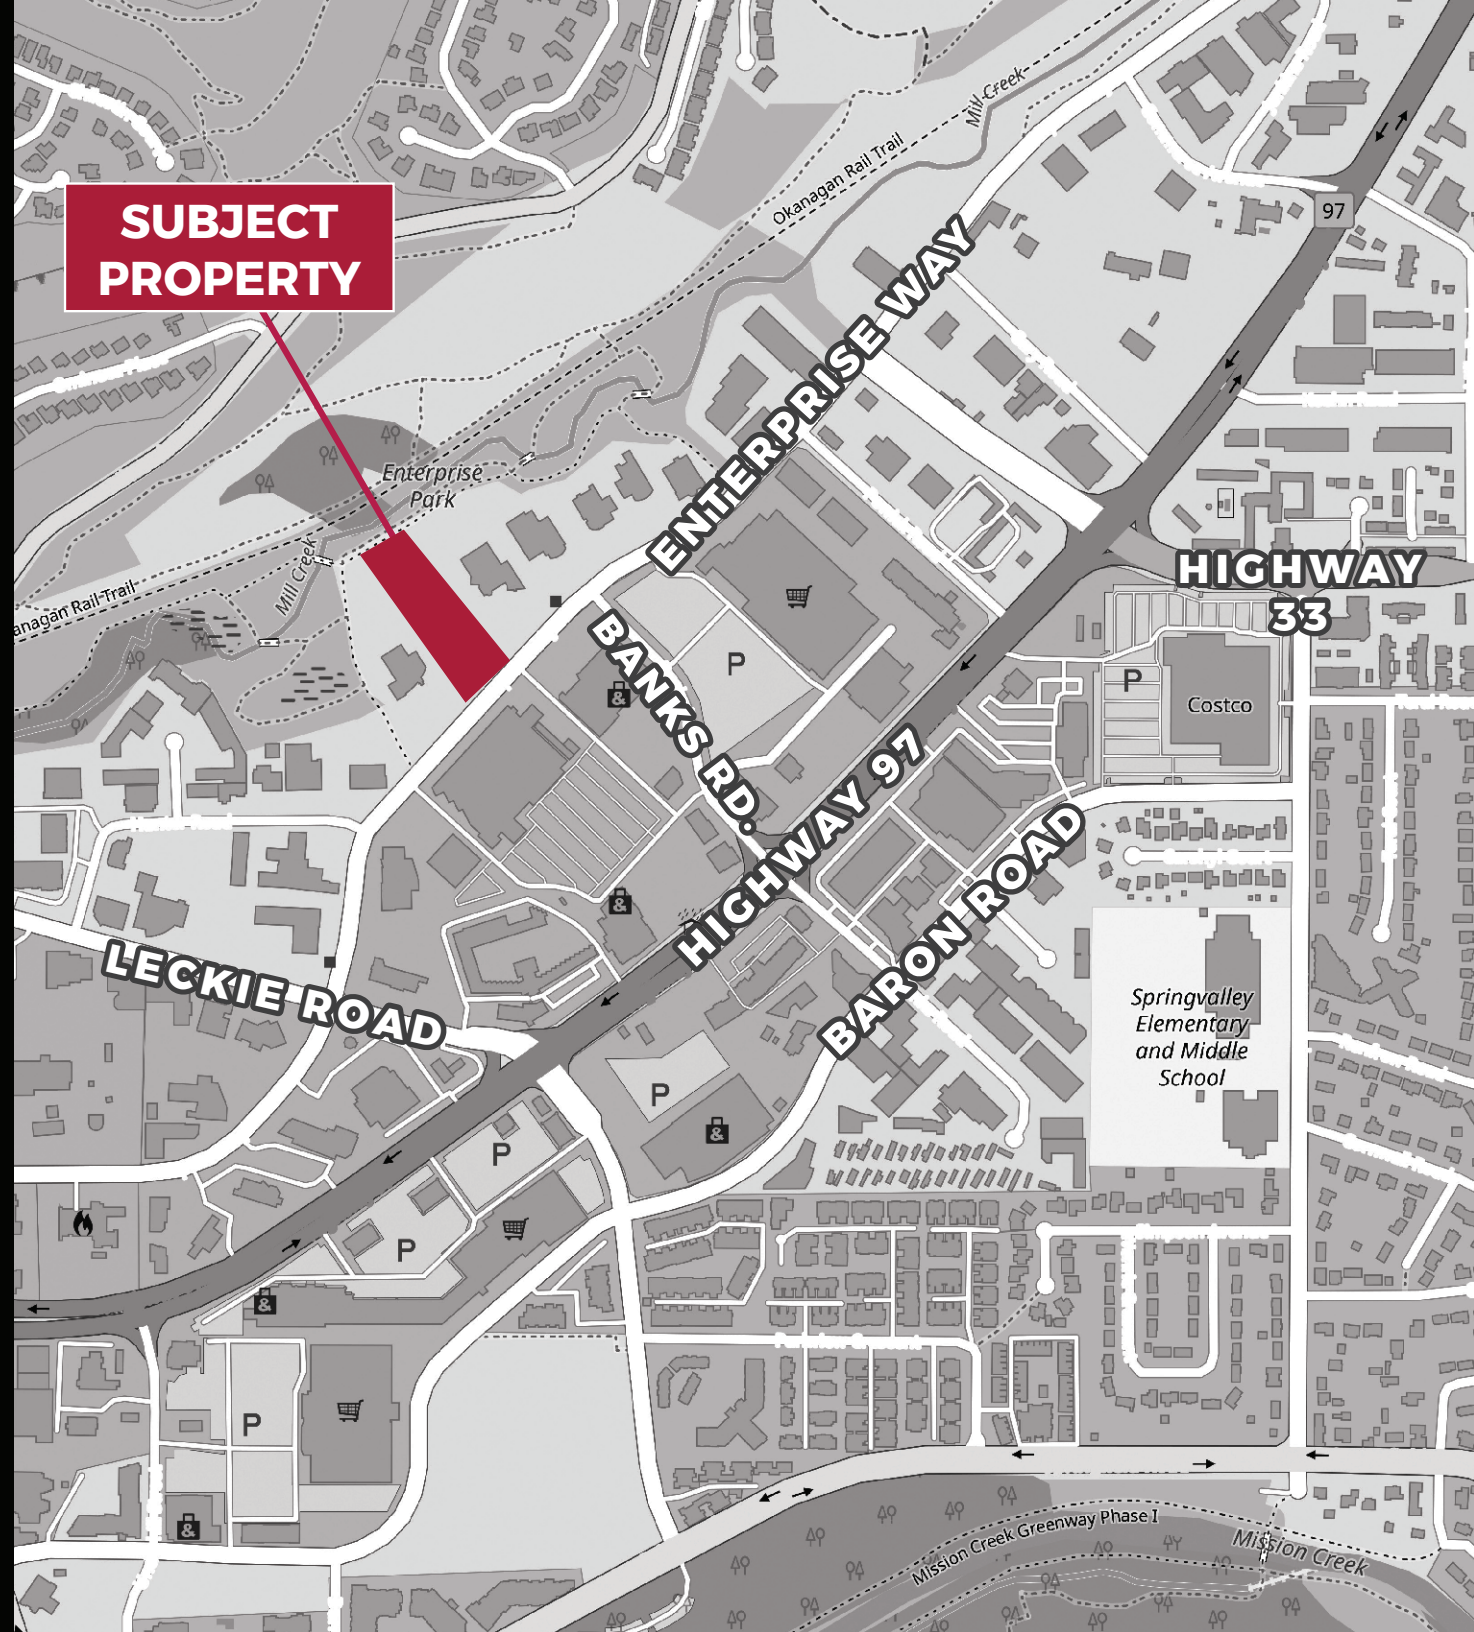 Mill Creek
Okanagan Rail Trail
97
SUBJECT
PROPERTY
ENTERPRISE WAY
Enterprise
Park
Mill Creek
anagan Rail Trail
HIGHWAY
33
BANKS RD.
P
P
Costco
HIGHWAY 97
BARON ROAD
LECKIE ROAD
Springvalley
Elementary
and Middle
School
P
P
P
P
Mission Creek Greenway Phase I
Mission Creek